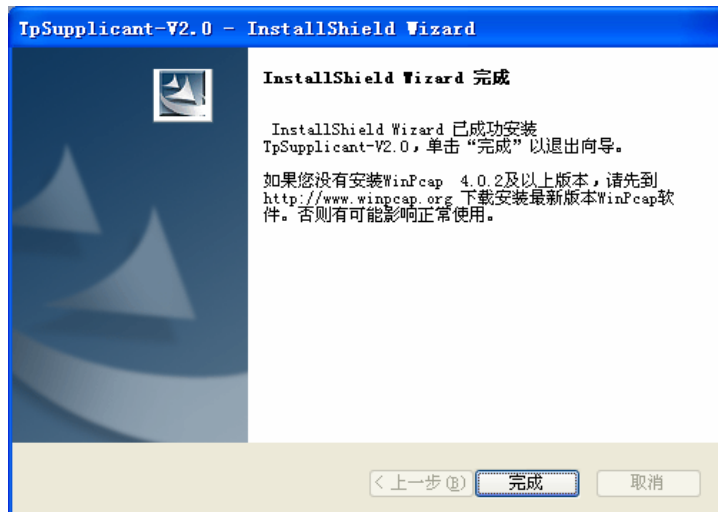 TpSupplicant-V2.0 - InstallShield Wizard
InstallShield Wizard 完成
InstallShield Wizard 已成功安装
TpSupplicant-V2.0，单击“完成”以退出向导。
如果您没有安装WinPcap 4.0.2及以上版本，请先到
http://www.winpcap.org 下载安装最新版本WinPcap软
件。否则有可能影响正常使用。
< 上一步(B)
完成
取消